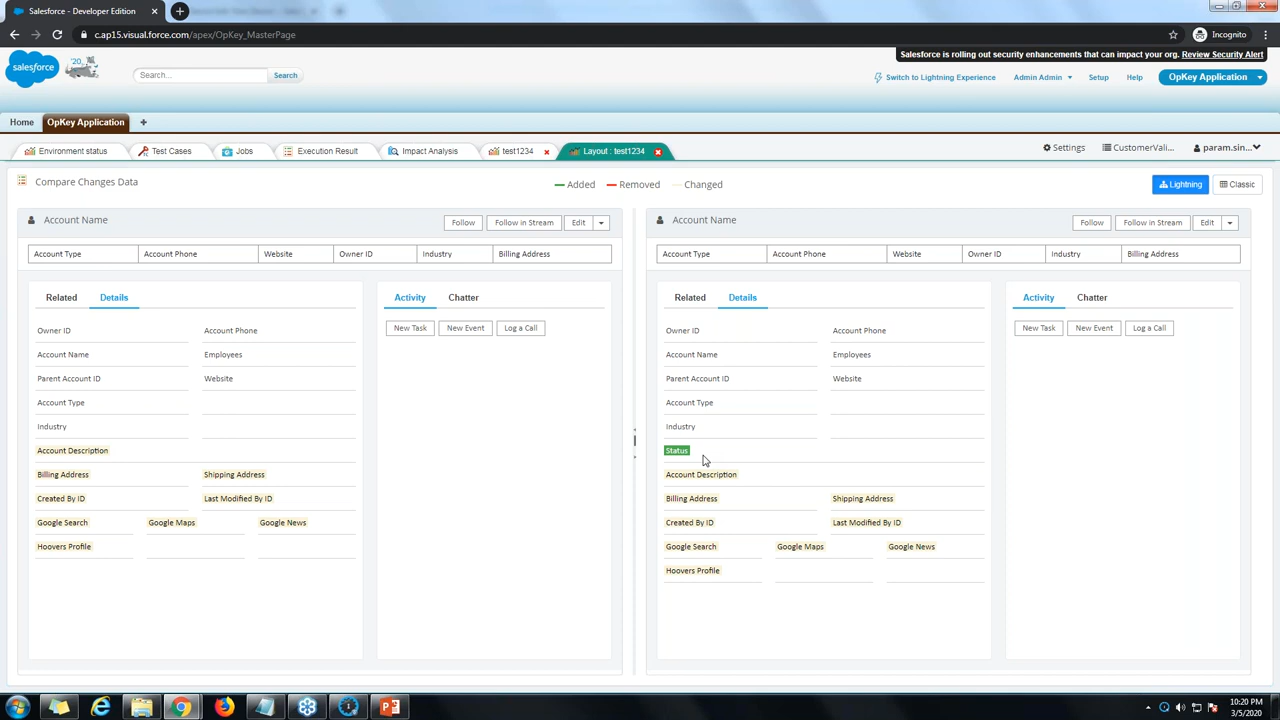 Salesforce - Developer Edition
c.ap15.visual.force.com/apex/OpKey_MasterPage
Incognito
Salesforce is rolling out security enhancements that can impact your org. Review Security Alert
salesforce
'20
Search...
Search
Switch to Lightning Experience
Admin Admin
Setup
Help
OpKey Application
Home
OpKey Application
Environment status
Test Cases
Jobs
Execution Result
Impact Analysis
test1234
Layout : test1234
Settings
CustomerVali...
param.sin...
Compare Changes Data
Added
Removed
Changed
Lightning
Classic
Account Name
Follow
Follow in Stream
Edit
Account Type
Account Phone
Website
Owner ID
Industry
Billing Address
Related
Details
Activity
Chatter
Owner ID
Account Phone
New Task
New Event
Log a Call
Account Name
Employees
Parent Account ID
Website
Account Type
Industry
Account Description
Billing Address
Shipping Address
Created By ID
Last Modified By ID
Google Search
Google Maps
Google News
Hoovers Profile
Account Name
Follow
Follow in Stream
Edit
Account Type
Account Phone
Website
Owner ID
Industry
Billing Address
Related
Details
Activity
Chatter
Owner ID
Account Phone
New Task
New Event
Log a Call
Account Name
Employees
Parent Account ID
Website
Account Type
Industry
Status
Account Description
Billing Address
Shipping Address
Created By ID
Last Modified By ID
Google Search
Google Maps
Google News
Hoovers Profile
10:20 PM
3/5/2020